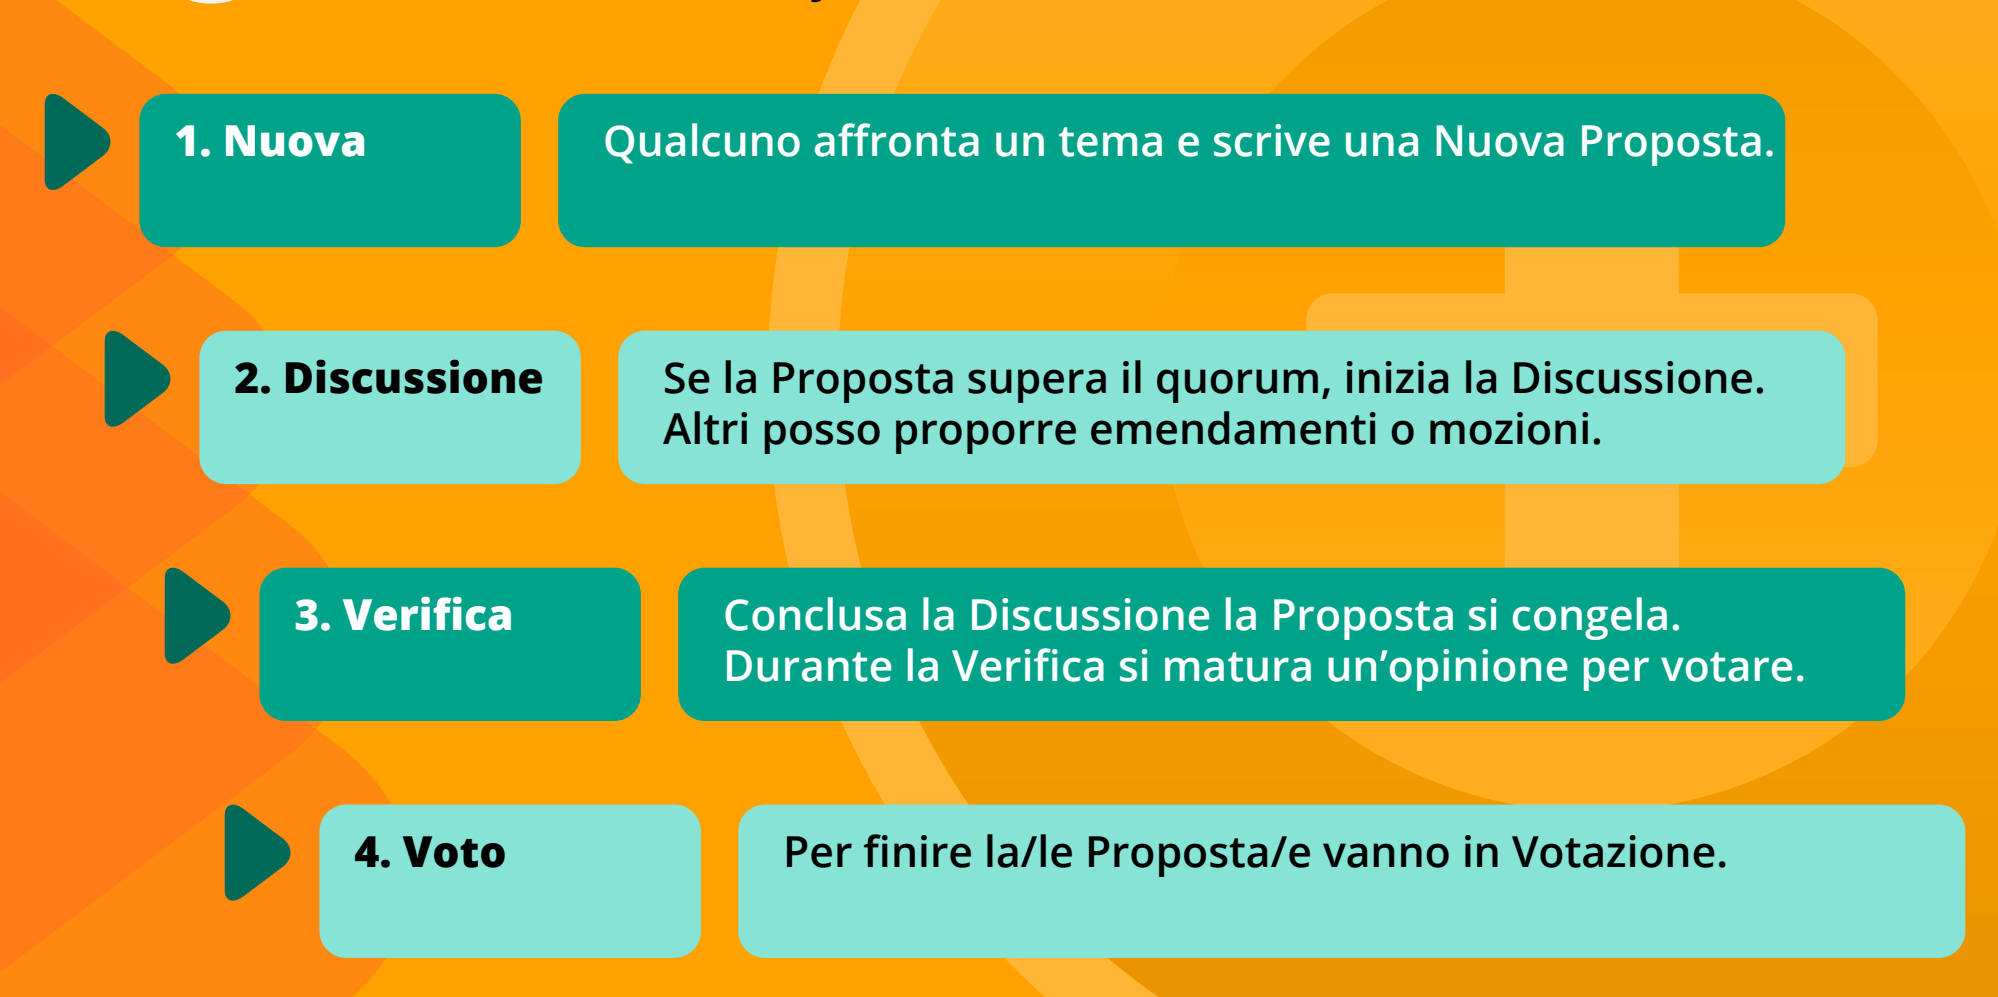 1. Nuova
Qualcuno affronta un tema e scrive una Nuova Proposta.
2. Discussione
Se la Proposta supera il quorum, inizia la Discussione.
Altri posso proporre emendamenti o mozioni.
3. Verifica
Conclusa la Discussione la Proposta si congela.
Durante la Verifica si matura un’opinione per votare.
4. Voto
Per finire la/le Proposta/e vanno in Votazione.